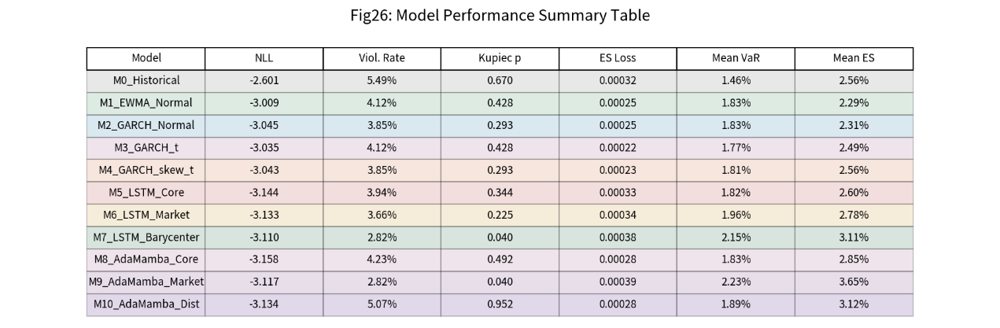 Fig26: Model Performance Summary Table
Model NLL Viol. Rate Kupiec p ES Loss Mean VaR Mean ES
M0_Historical -2.601 5.49% 0.670 0.00032 1.46% 2.56%
M1_EWMA_Normal -3.009 4.12% 0.428 0.00025 1.83% 2.29%
M2_GARCH_Normal -3.045 3.85% 0.293 0.00025 1.83% 2.31%
M3_GARCH_t -3.035 4.12% 0.428 0.00022 1.77% 2.49%
M4_GARCH_skew_t -3.043 3.85% 0.293 0.00023 1.81% 2.56%
M5_LSTM_Core -3.144 3.94% 0.344 0.00033 1.82% 2.60%
M6_LSTM_Market -3.133 3.66% 0.225 0.00034 1.96% 2.78%
M7_LSTM_Barycenter -3.110 2.82% 0.040 0.00038 2.15% 3.11%
M8_AdaMamba_Core -3.158 4.23% 0.492 0.00028 1.83% 2.85%
M9_AdaMamba_Market -3.117 2.82% 0.040 0.00039 2.23% 3.65%
M10_AdaMamba_Dist -3.134 5.07% 0.952 0.00028 1.89% 3.12%